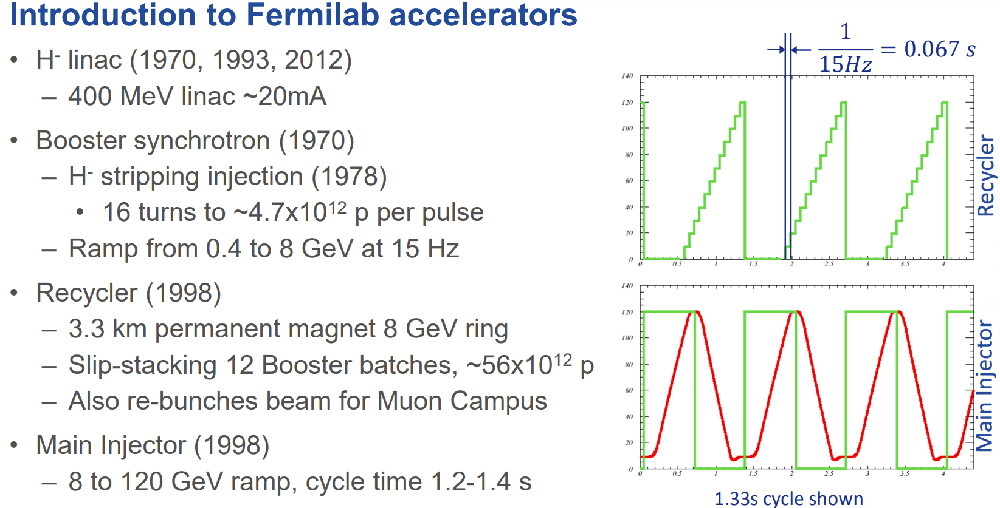 Introduction to Fermilab accelerators
• H⁻ linac (1970, 1993, 2012)
– 400 MeV linac ~20mA
• Booster synchrotron (1970)
– H⁻ stripping injection (1978)
• 16 turns to ~4.7x10¹² p per pulse
– Ramp from 0.4 to 8 GeV at 15 Hz
• Recycler (1998)
– 3.3 km permanent magnet 8 GeV ring
– Slip-stacking 12 Booster batches, ~56x10¹² p
– Also re-bunches beam for Muon Campus
• Main Injector (1998)
– 8 to 120 GeV ramp, cycle time 1.2-1.4 s
1
15Hz
= 0.067 s
140
120
100
80
60
40
20
0
0 0.5 1 1.5 2 2.5 3 3.5 4
Recycler
140
120
100
80
60
40
20
0
0 0.5 1 1.5 2 2.5 3 3.5 4
Main Injector
1.33s cycle shown